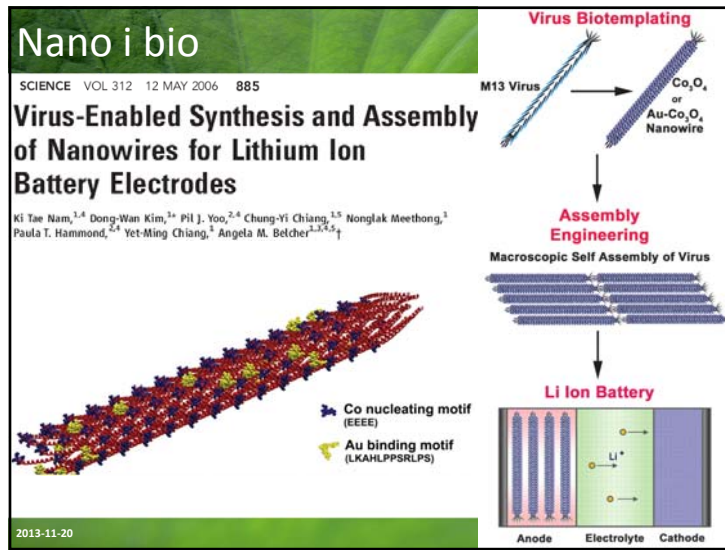 Nano i bio
SCIENCE VOL 312 12 MAY 2006 885
Virus-Enabled Synthesis and Assembly
of Nanowires for Lithium Ion
Battery Electrodes
Ki Tae Nam,1,4 Dong-Wan Kim,1* Pil J. Yoo,2,4 Chung-Yi Chiang,1,5 Nonglak Meethong,1
Paula T. Hammond,2,4 Yet-Ming Chiang,1 Angela M. Belcher1,3,4,5†
Co nucleating motif
(EEEE)
Au binding motif
(LKAHLPPSRLPS)
2013-11-20
Virus Biotemplating
M13 Virus
Co3O4
or
Au-Co3O4
Nanowire
Assembly
Engineering
Macroscopic Self Assembly of Virus
Li Ion Battery
Li+
Anode Electrolyte Cathode